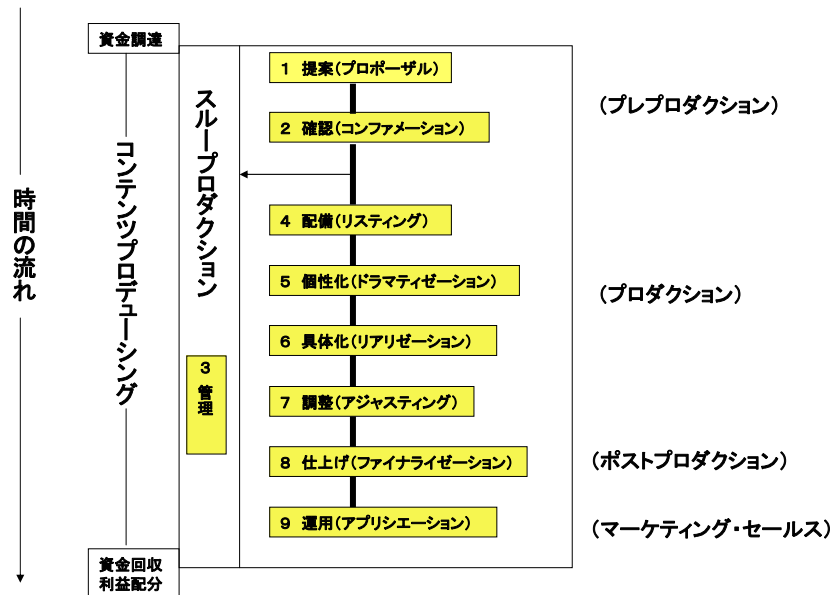 資金調達
時間の流れ
コンテンツプロデューシング
スループロダクション
1 提案(プロポーザル)
(プレプロダクション)
2 確認(コンファメーション)
3
管理
4 配備(リスティング)
5 個性化(ドラマティゼーション)
(プロダクション)
6 具体化(リアリゼーション)
7 調整(アジャスティング)
8 仕上げ(ファイナライゼーション)
(ポストプロダクション)
9 運用(アプリシエーション)
(マーケティング・セールス)
資金回収
利益配分